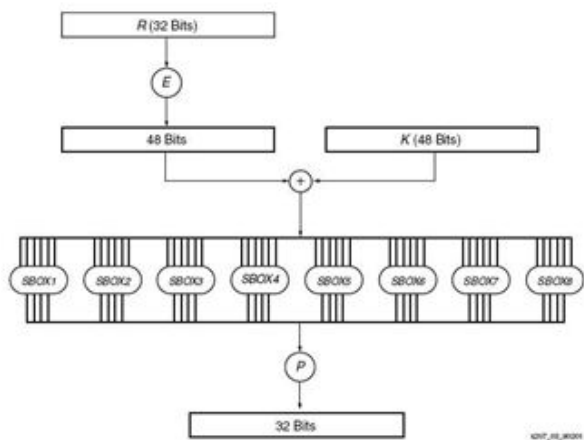 R (32 Bits)
E
48 Bits
K (48 Bits)
+
SBOX1
SBOX2
SBOX3
SBOX4
SBOX5
SBOX6
SBOX7
SBOX8
P
32 Bits